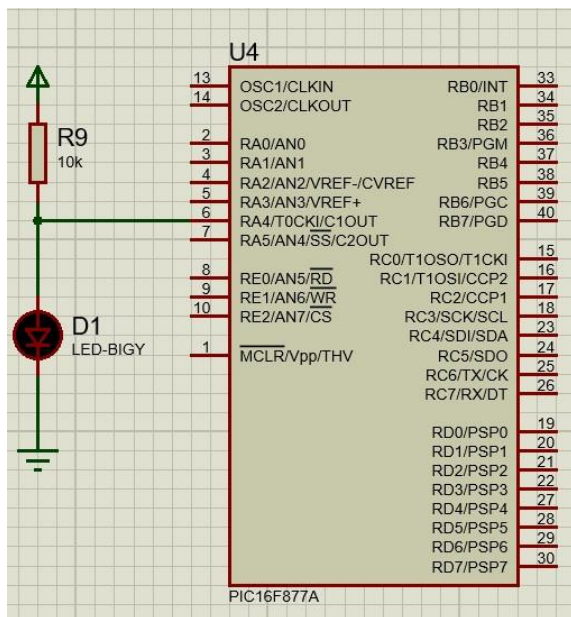 U4
13 OSC1/CLKIN RB0/INT 33
14 OSC2/CLKOUT RB1 34
RB2 35
2 RA0/AN0 RB3/PGM 36
3 RA1/AN1 RB4 37
4 RA2/AN2/VREF-/CVREF RB5 38
5 RA3/AN3/VREF+ RB6/PGC 39
6 RA4/T0CKI/C1OUT RB7/PGD 40
7 RA5/AN4/SS/C2OUT
RC0/T1OSO/T1CKI 15
8 RE0/AN5/RD RC1/T1OSI/CCP2 16
9 RE1/AN6/WR RC2/CCP1 17
10 RE2/AN7/CS RC3/SCK/SCL 18
RC4/SDI/SDA 23
1 MCLR/Vpp/THV RC5/SDO 24
RC6/TX/CK 25
RC7/RX/DT 26
RD0/PSP0 19
RD1/PSP1 20
RD2/PSP2 21
RD3/PSP3 22
RD4/PSP4 27
RD5/PSP5 28
RD6/PSP6 29
RD7/PSP7 30
PIC16F877A
R9
10k
D1
LED-BIGY